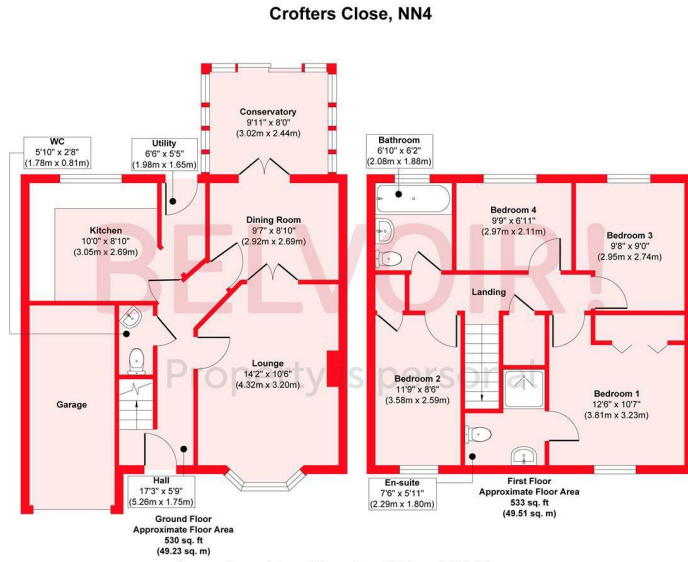 Crofters Close, NN4
Conservatory
9'11" x 8'0"
(3.02m x 2.44m)
WC
5'10" x 2'8"
(1.78m x 0.81m)
Utility
6'6" x 5'5"
(1.98m x 1.65m)
Kitchen
10'0" x 8'10"
(3.05m x 2.69m)
Dining Room
9'7" x 8'10"
(2.92m x 2.69m)
Lounge
14'2" x 10'6"
(4.32m x 3.20m)
Garage
Hall
17'3" x 5'9"
(5.26m x 1.75m)
Ground Floor
Approximate Floor Area
530 sq. ft
(49.23 sq. m)
Bathroom
6'10" x 6'2"
(2.08m x 1.88m)
Bedroom 4
9'9" x 6'11"
(2.97m x 2.11m)
Bedroom 3
9'8" x 9'0"
(2.95m x 2.74m)
Landing
Bedroom 2
11'9" x 8'6"
(3.58m x 2.59m)
Bedroom 1
12'6" x 10'7"
(3.81m x 3.23m)
En-suite
7'6" x 5'11"
(2.29m x 1.80m)
First Floor
Approximate Floor Area
533 sq. ft
(49.51 sq. m)
BELVOIR!
Property is personal